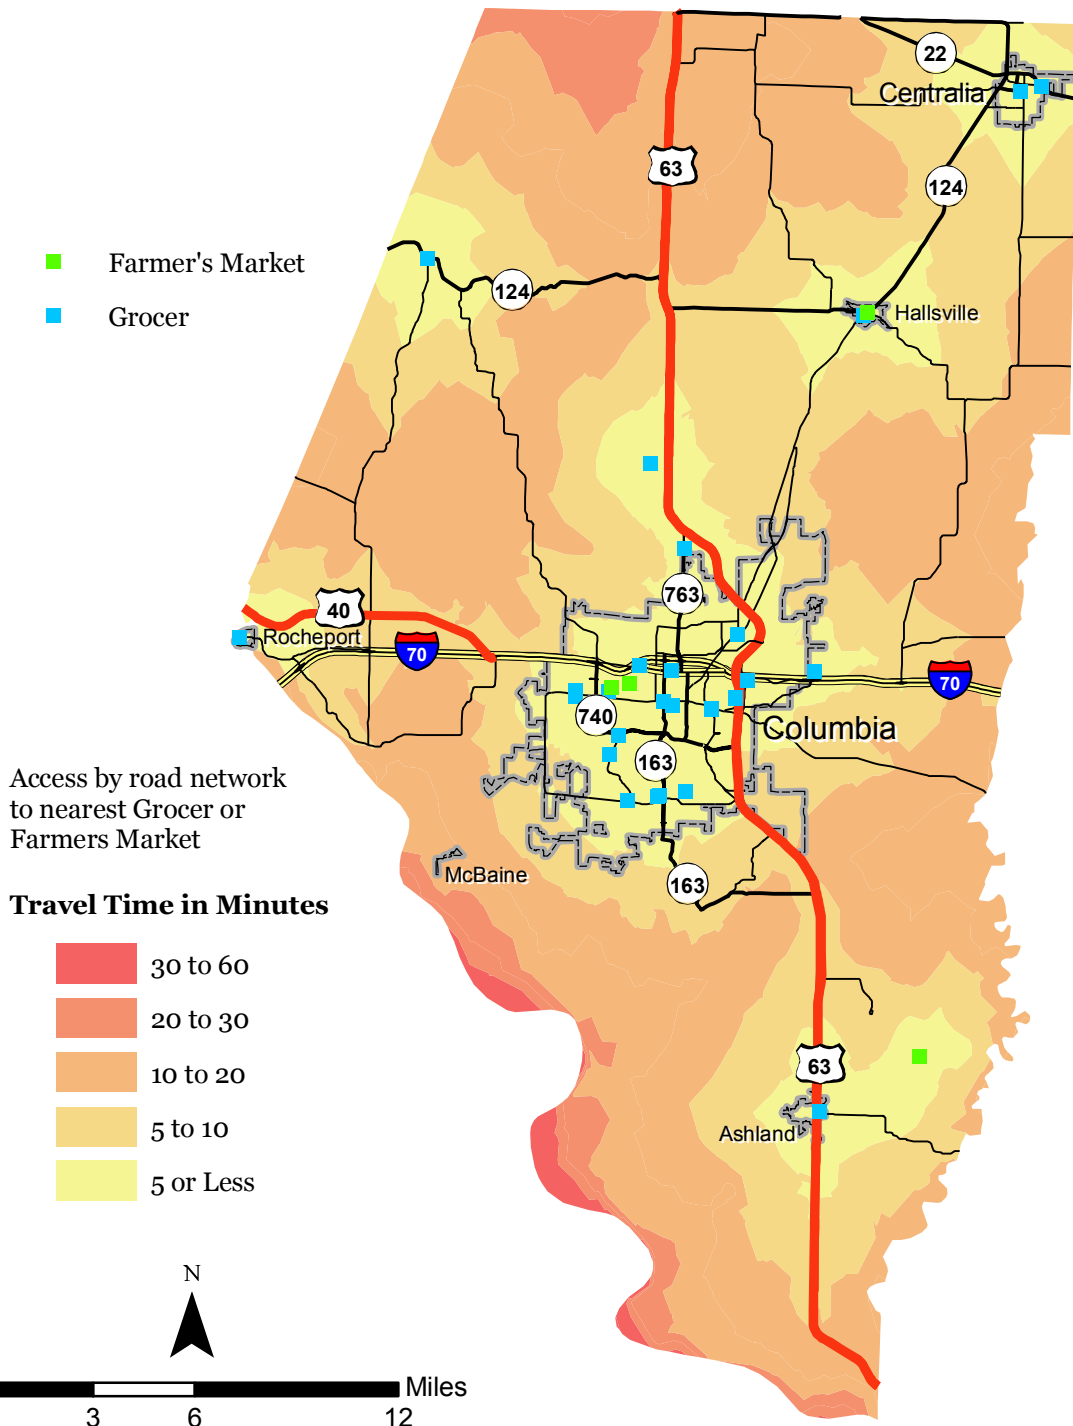 22
Centralia
63
124
Farmer's Market
124
Grocer
Hallsville
763
40
Rocheport
70
70
740
Columbia
163
Access by road network
to nearest Grocer or
Farmers Market
McBaine
163
Travel Time in Minutes
30 to 60
20 to 30
10 to 20
63
5 to 10
Ashland
5 or Less
N
Miles
3 6 12